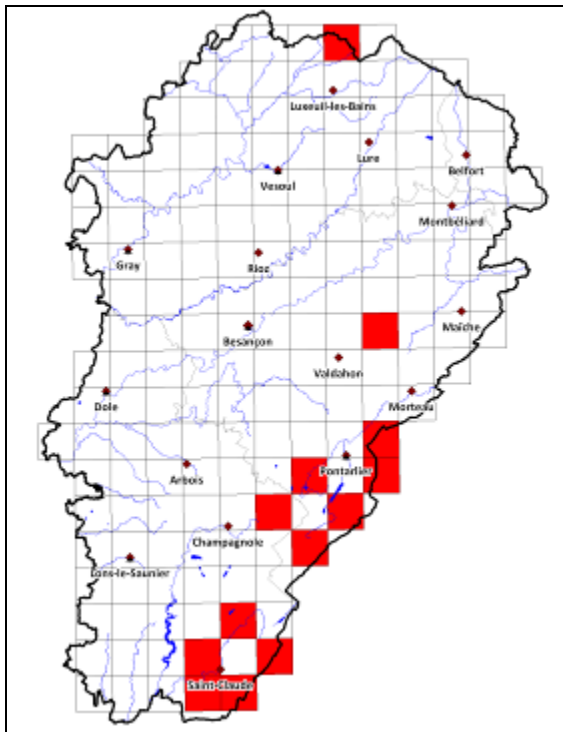 Luxeuil-les-Bains
Lure
Belfort
Vesoul
Montbéliard
Gray
Rioz
Maîche
Besançon
Valdahon
Dole
Morteau
Pontarlier
Arbois
Champagnole
Lons-le-Saunier
Saint-Claude